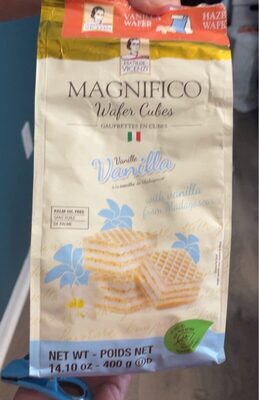 VANILLA
WAFER
HAZE
WAFE
MATILDE
VICENZI
MAGNIFICO
Wafer Cubes
GAUFRETTES EN CUBES
Vanille
Vanilla
à la vanille de Madagascar
with vanilla
from Madagascar
PALM OIL FREE
SANS HUILE
DE PALME
NET WT - POIDS NET
14.10 oz - 400 g ⓊD